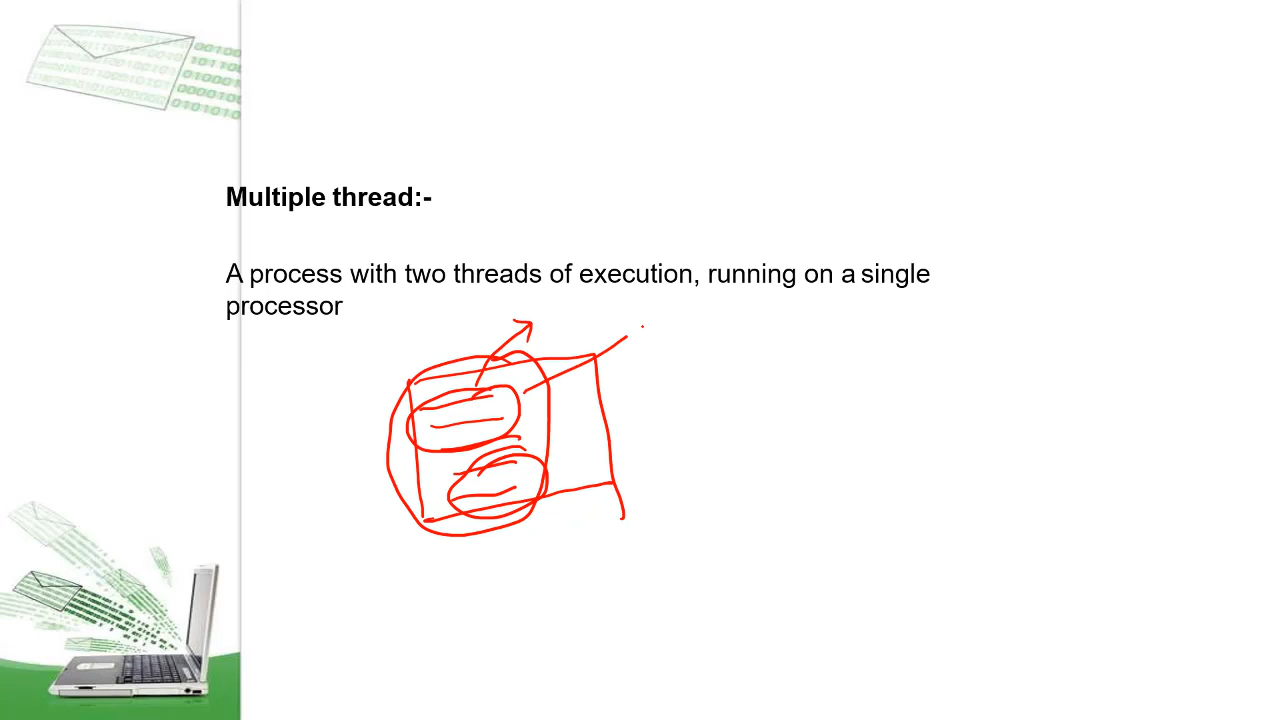 Multiple thread:-
A process with two threads of execution, running on a single
processor